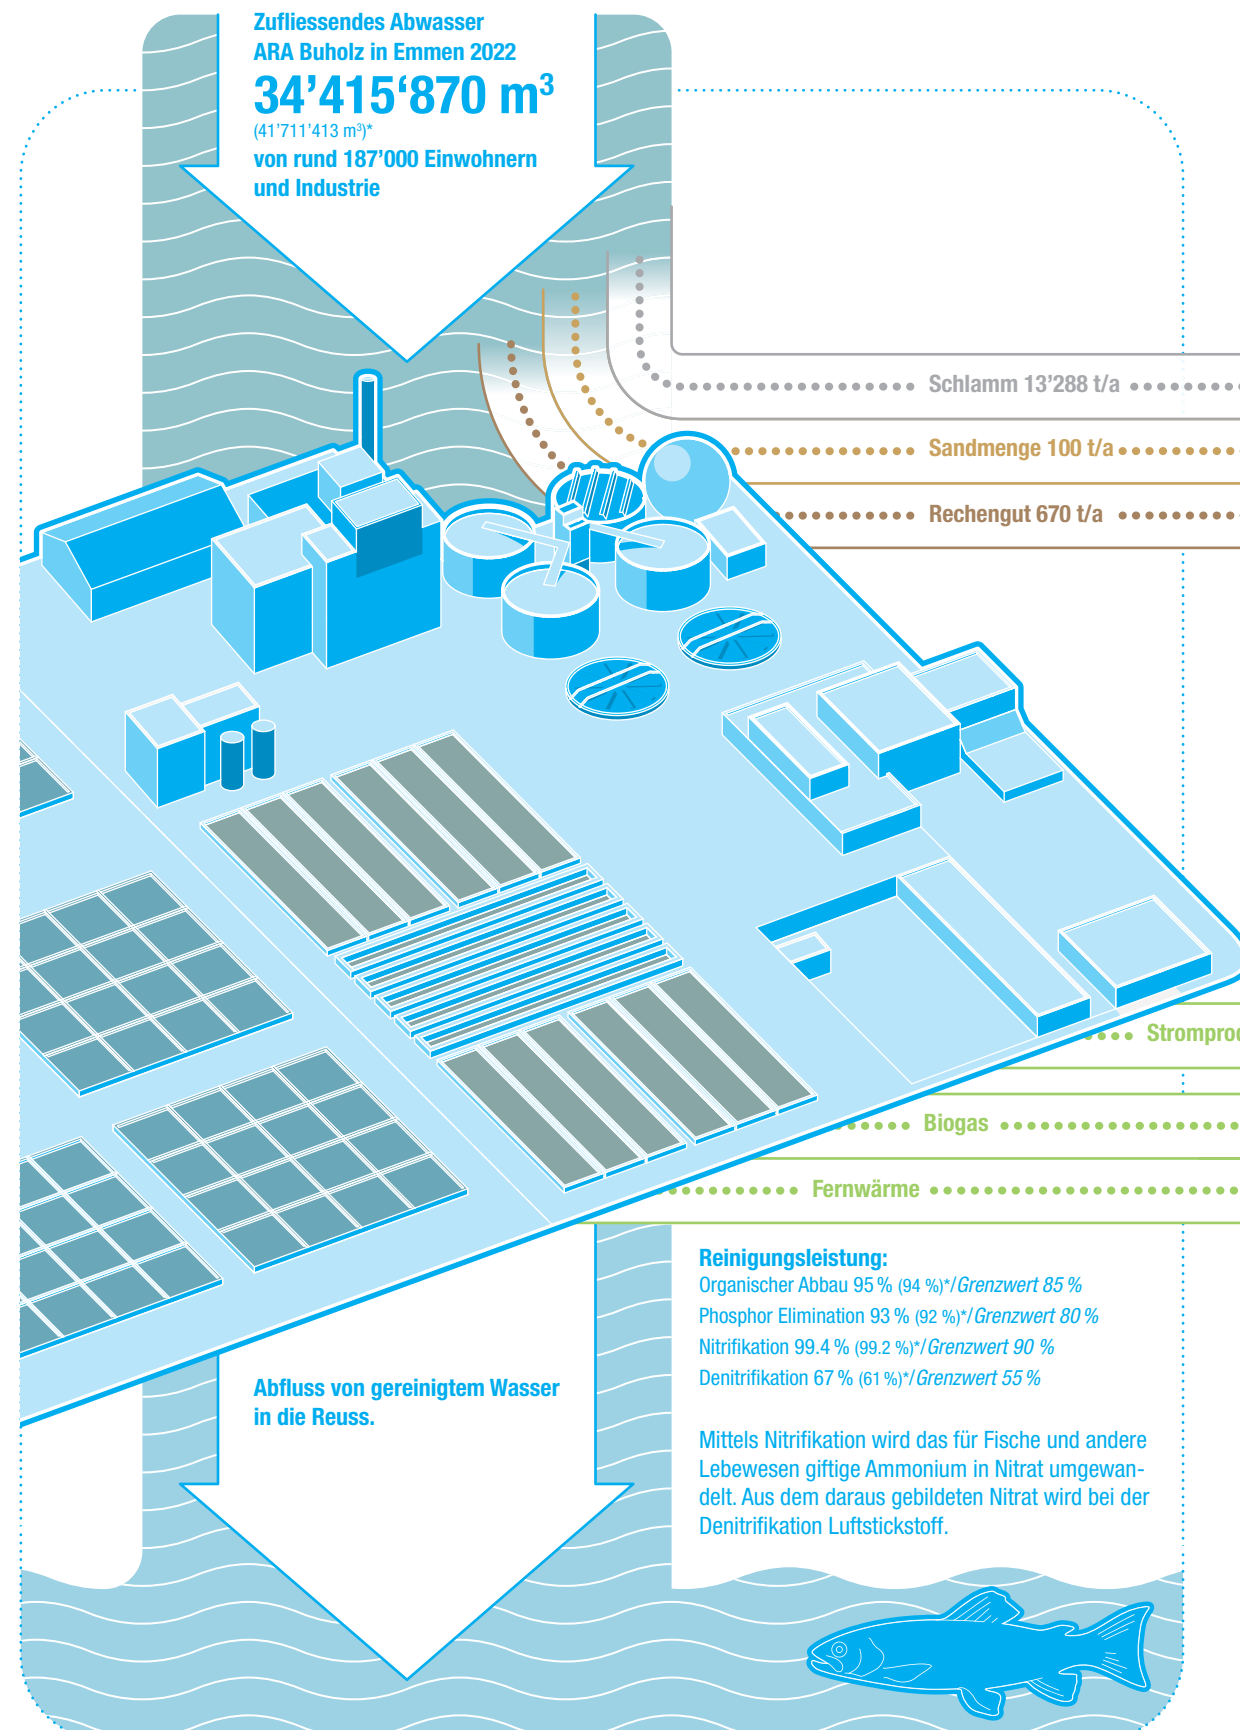 Zufliessendes Abwasser
ARA Buholz in Emmen 2022
34’415‘870 m³
(41’711’413 m³)*
von rund 187’000 Einwohnern
und Industrie
Schlamm 13’288 t/a
Sandmenge 100 t/a
Rechengut 670 t/a
Stromprod
Biogas
Fernwärme
Reinigungsleistung:
Organischer Abbau 95 % (94 %)*/Grenzwert 85 %
Phosphor Elimination 93 % (92 %)*/Grenzwert 80 %
Nitrifikation 99.4 % (99.2 %)*/Grenzwert 90 %
Denitrifikation 67 % (61 %)*/Grenzwert 55 %
Abfluss von gereinigtem Wasser
in die Reuss.
Mittels Nitrifikation wird das für Fische und andere
Lebewesen giftige Ammonium in Nitrat umgewan-
delt. Aus dem daraus gebildeten Nitrat wird bei der
Denitrifikation Luftstickstoff.